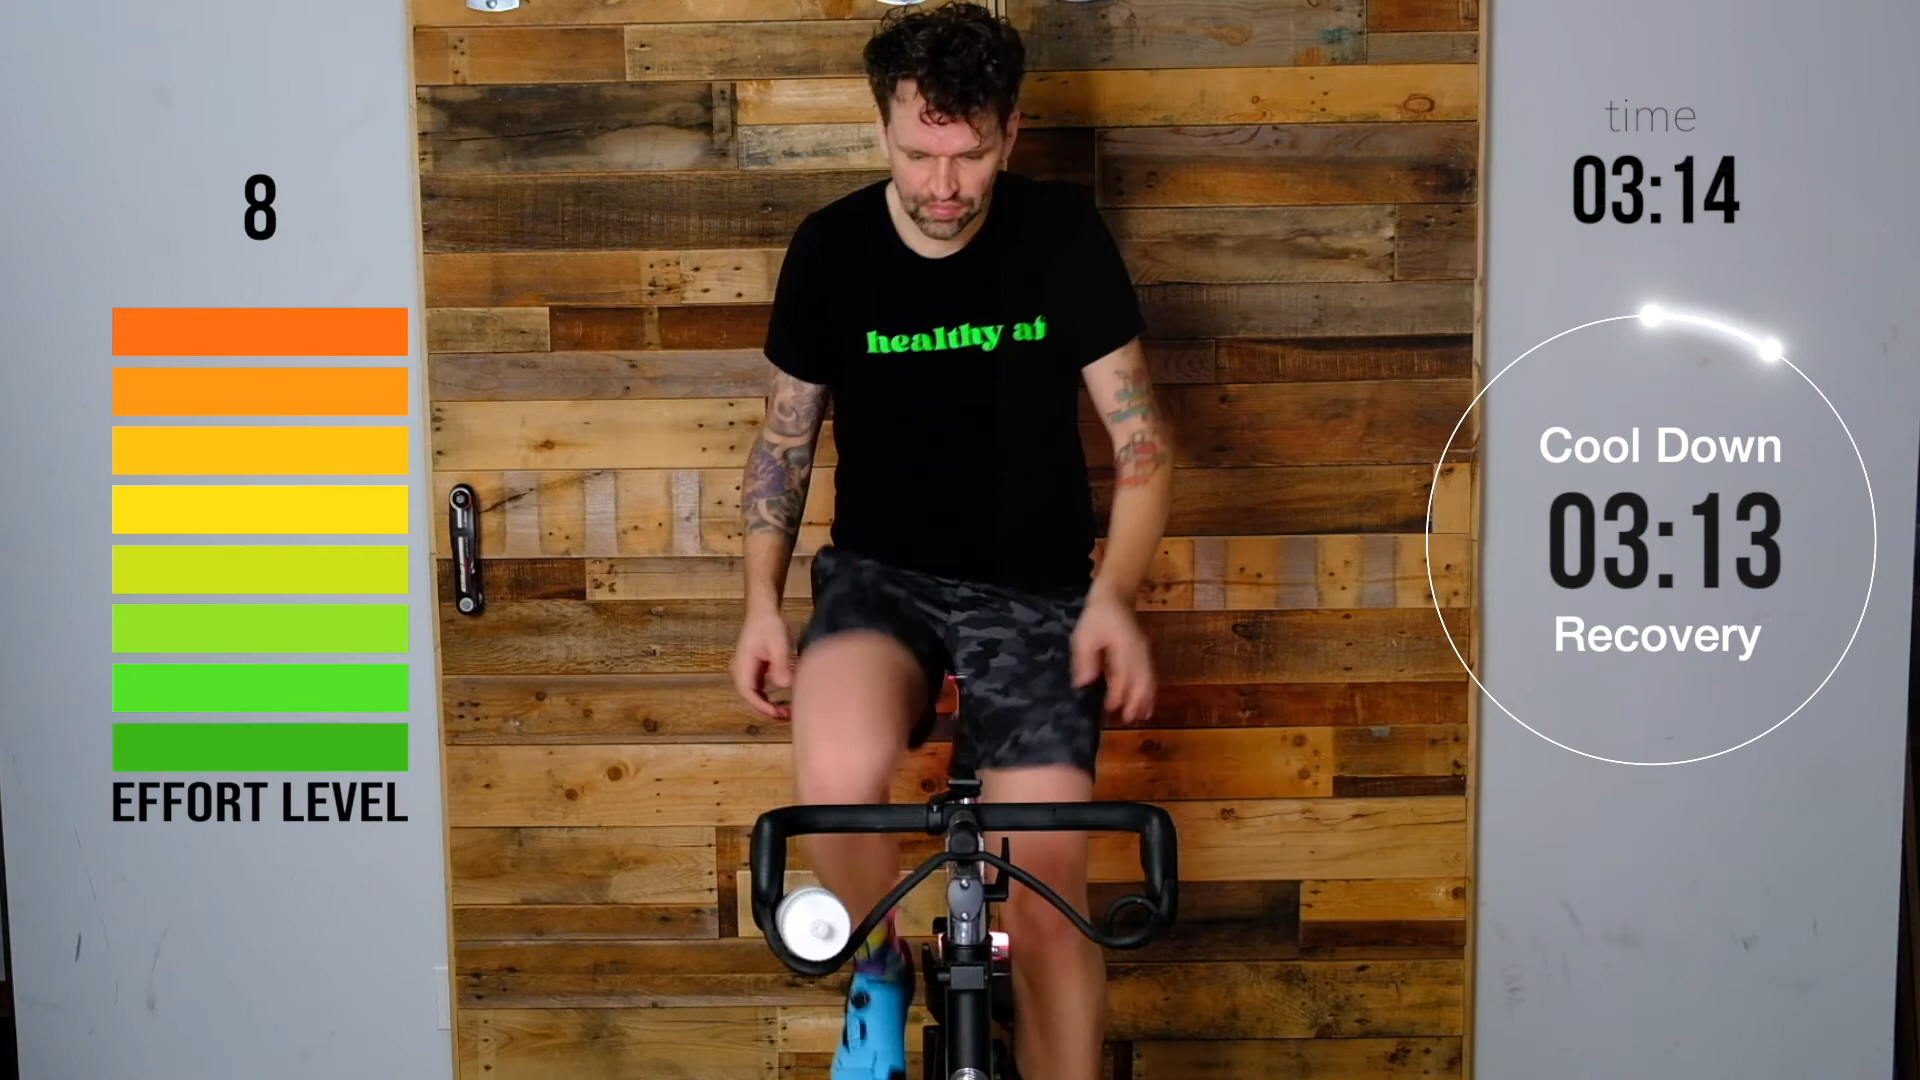 8
EFFORT LEVEL
healthy af
time
03:14
Cool Down
03:13
Recovery